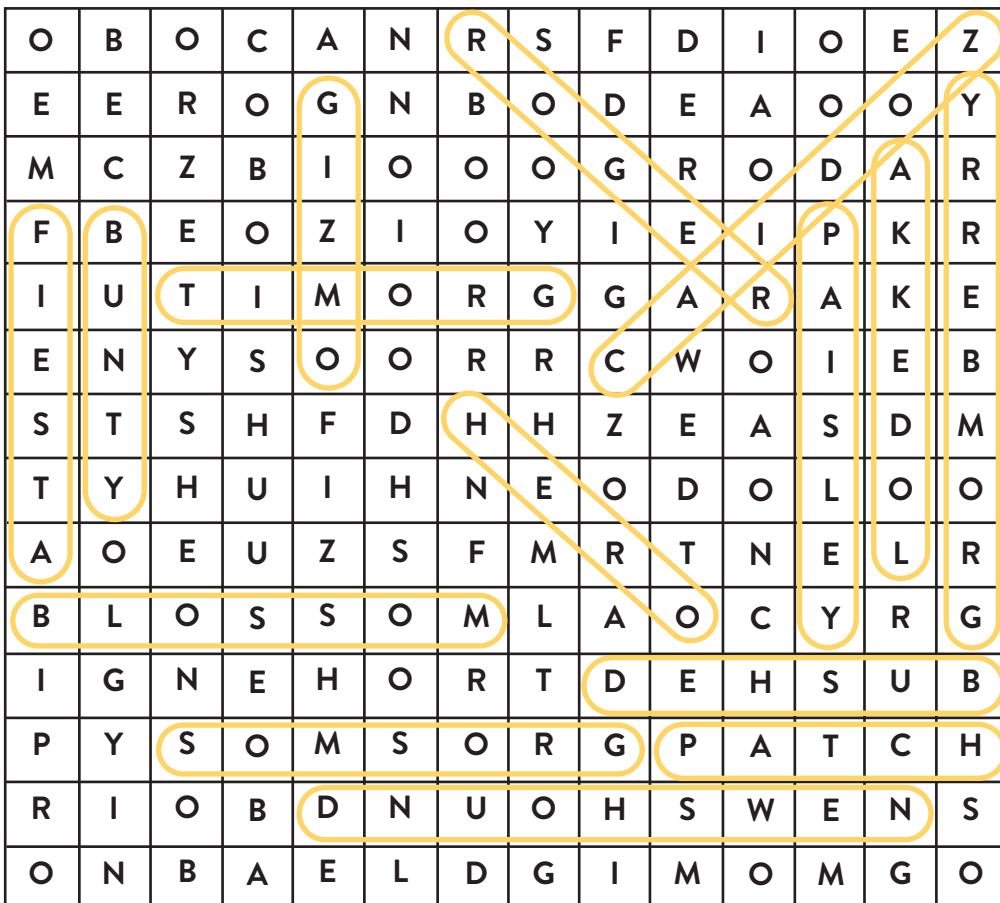 O B O C A N R S F D I O E Z
E E R O G N B O D E A O O Y
M C Z B I O O O G R O D A R
F B E O Z I O Y I E I P K R
I U T I M O R G G A R A K E
E N Y S O O R R C W O I E B
S T S H F D H H Z E A S D M
T Y H U I H N E O D O L O O
A O E U Z S F M R T N E L R
B L O S S O M L A O C Y R G
I G N E H O R T D E H S U B
P Y S O M S O R G P A T C H
R I O B D N U O H S W E N S
O N B A E L D G I M O M G O